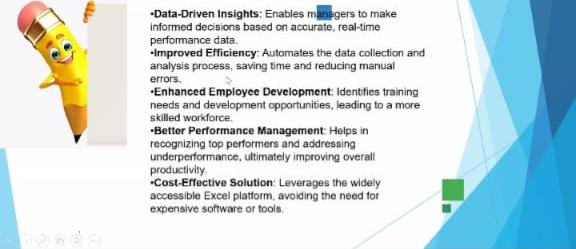 •Data-Driven Insights: Enables managers to make
informed decisions based on accurate, real-time
performance data.
•Improved Efficiency: Automates the data collection and
analysis process, saving time and reducing manual
errors.
•Enhanced Employee Development: Identifies training
needs and development opportunities, leading to a more
skilled workforce.
•Better Performance Management: Helps in
recognizing top performers and addressing
underperformance, ultimately improving overall
productivity.
•Cost-Effective Solution: Leverages the widely
accessible Excel platform, avoiding the need for
expensive software or tools.